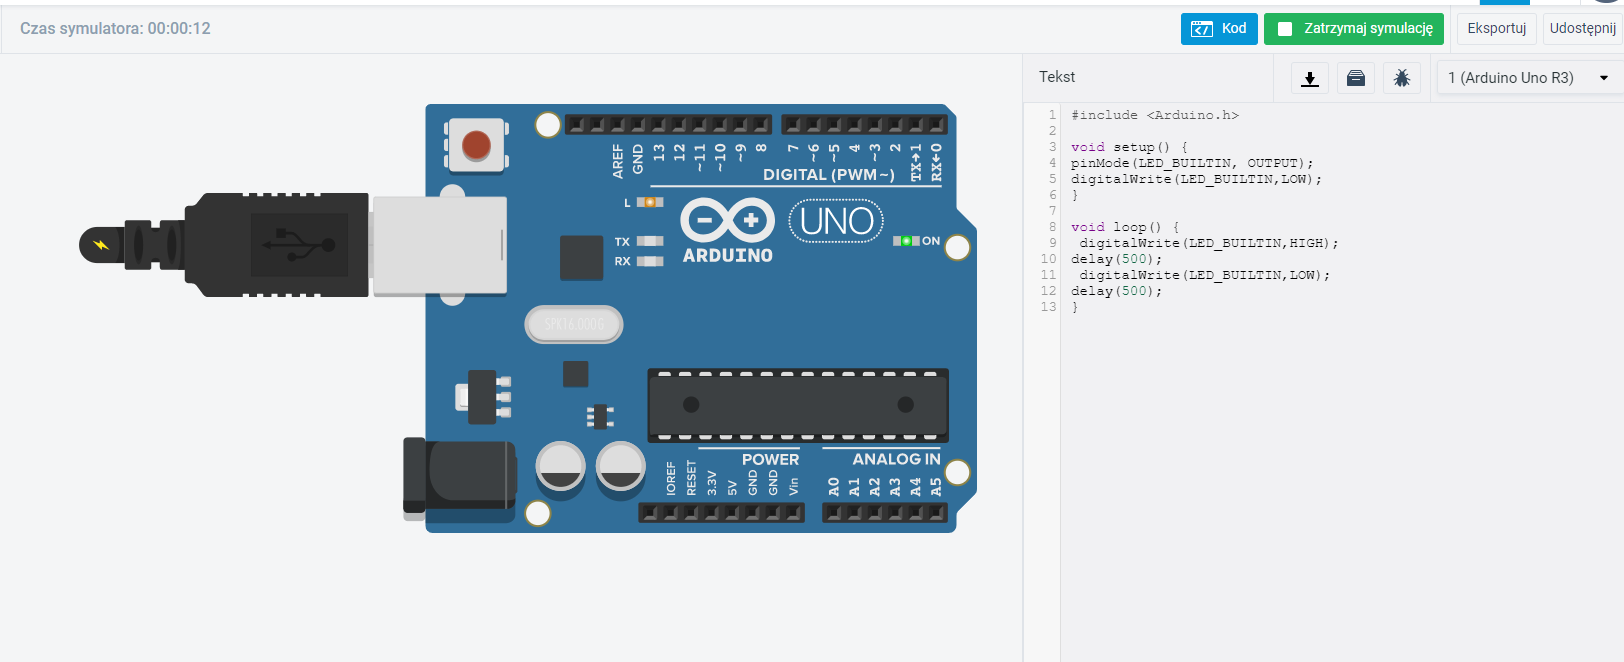 Czas symulatora: 00:00:12
Kod
Zatrzymaj symulację
Eksportuj
Udostępnij
Tekst
1 (Arduino Uno R3)
1 #include <Arduino.h>
2
3 void setup() {
4 pinMode(LED_BUILTIN, OUTPUT);
5 digitalWrite(LED_BUILTIN,LOW);
6 }
7
8 void loop() {
9 digitalWrite(LED_BUILTIN,HIGH);
10 delay(500);
11 digitalWrite(LED_BUILTIN,LOW);
12 delay(500);
13 }
AREF GND 13 12 ~11 ~10 ~9 8 7 ~6 ~5 4 ~3 2 TX→1 RX←0
DIGITAL (PWM~)
L
TX
RX
UNO
ON
ARDUINO
SPK16.000G
POWER
ANALOG IN
IOREF RESET 3.3V 5V GND GND Vin A0 A1 A2 A3 A4 A5